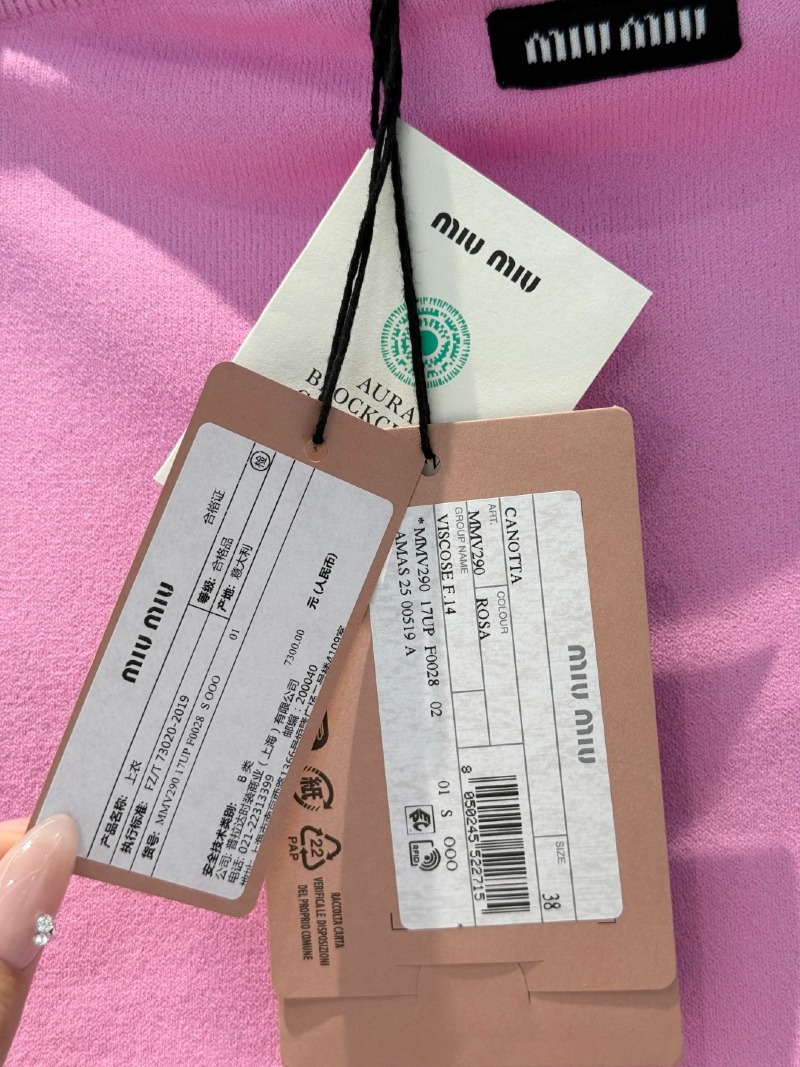 miu miu
miu miu
AURA
miu miu
合格证
检
等级: 合格品
产地: 意大利
01
产品名称: 上衣
执行标准: FZ/T 73020-2019
货号: MMV290 17UP F0028 S OOO
7300.00 元 (人民币)
安全技术类别: B 类
公司: 普拉达时装商业(上海)有限公司
电话: 021-22313399 邮编: 200040
miu miu
CANOTTA
SIZE
38
ART.
MMV290
COLOUR
ROSA
GROUP NAME
VISCOSE F.14
* MMV290 17UP F0028 02 01 S OOO
AMAS 25 00519 A
8 050245 522715
RFID
紙
22
PAP
RACCOLTA CARTA
VERIFICA LE DISPOSIZIONI
DEL PROPRIO COMUNE